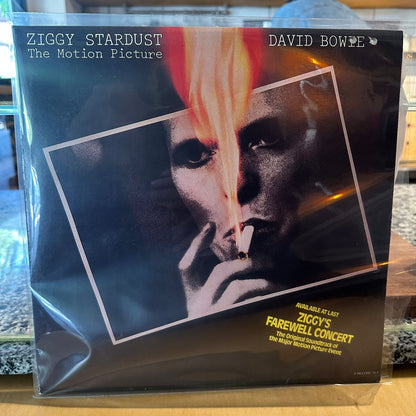 ZIGGY STARDUST
The Motion Picture
DAVID BOWIE
AVAILABLE AT LAST
ZIGGY'S
FAREWELL CONCERT
The Original Soundtrack of
the Major Motion Picture Event